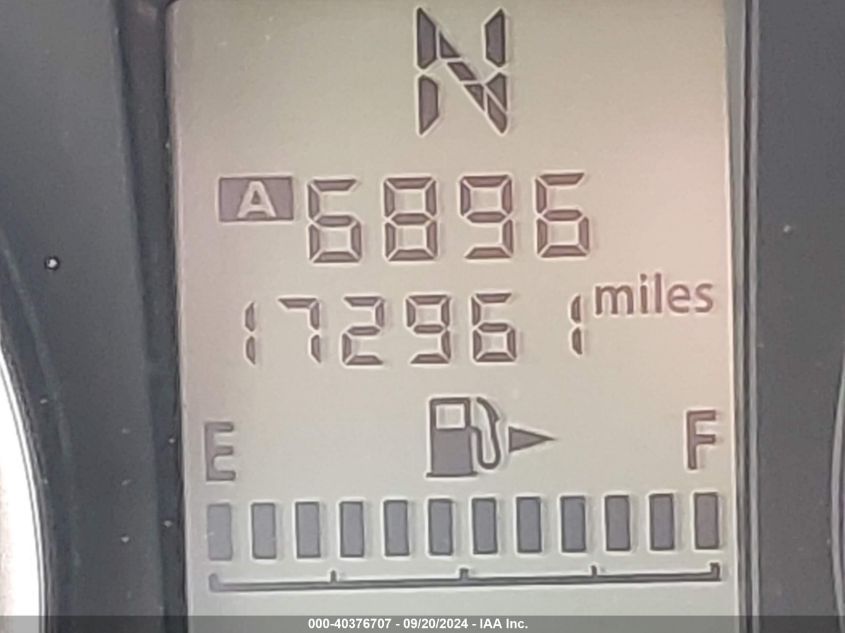 N
A 6896
172961 miles
E F
000-40376707 - 09/20/2024 - IAA Inc.